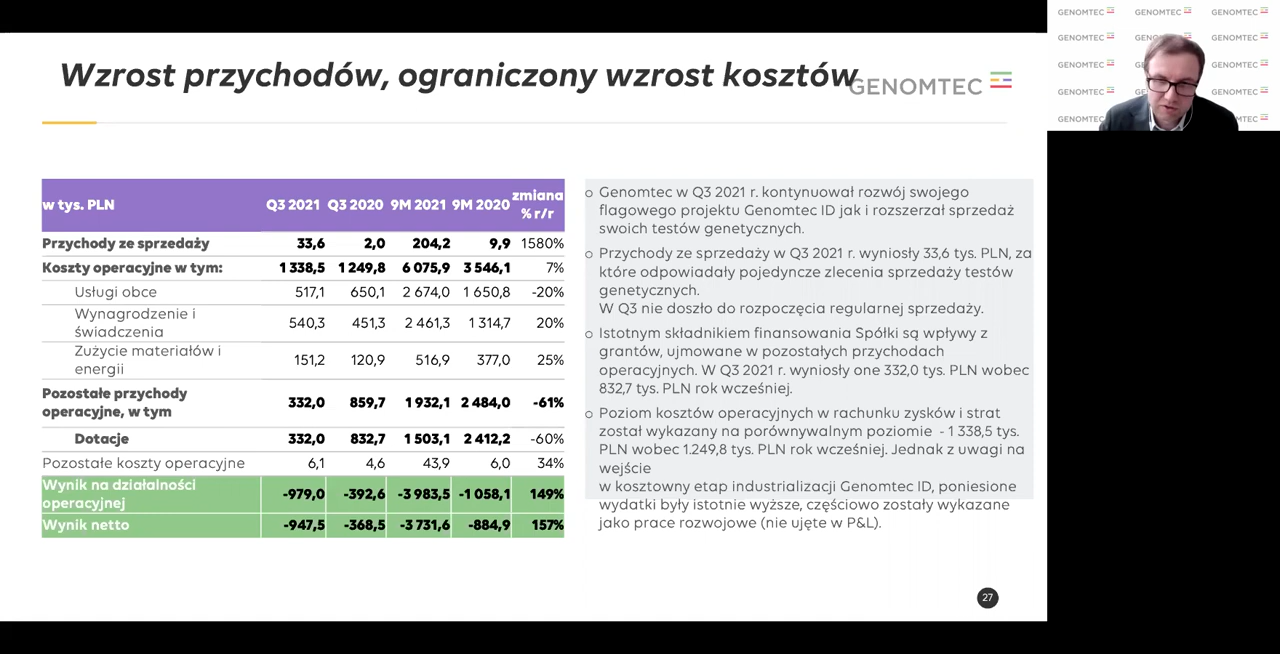 Wzrost przychodów, ograniczony wzrost kosztów
GENOMTEC
GENOMTEC GENOMTEC GENOMTEC
GENOMTEC GENO GENOMTEC
GENOMTEC GENOMTEC
GENOMTEC GENOMTEC
GENOMTEC GENOMTEC
w tys. PLN Q3 2021 Q3 2020 9M 2021 9M 2020 zmiana
% r/r
Przychody ze sprzedaży 33,6 2,0 204,2 9,9 1580%
Koszty operacyjne w tym: 1 338,5 1 249,8 6 075,9 3 546,1 7%
Usługi obce 517,1 650,1 2 674,0 1 650,8 -20%
Wynagrodzenie i
świadczenia 540,3 451,3 2 461,3 1 314,7 20%
Zużycie materiałów i
energii 151,2 120,9 516,9 377,0 25%
Pozostałe przychody
operacyjne, w tym 332,0 859,7 1 932,1 2 484,0 -61%
Dotacje 332,0 832,7 1 503,1 2 412,2 -60%
Pozostałe koszty operacyjne 6,1 4,6 43,9 6,0 34%
Wynik na działalności
operacyjnej -979,0 -392,6 -3 983,5 -1 058,1 149%
Wynik netto -947,5 -368,5 -3 731,6 -884,9 157%
o Genomtec w Q3 2021 r. kontynuował rozwój swojego
flagowego projektu Genomtec ID jak i rozszerzał sprzedaż
swoich testów genetycznych.
o Przychody ze sprzedaży w Q3 2021 r. wyniosły 33,6 tys. PLN, za
które odpowiadały pojedyncze zlecenia sprzedaży testów
genetycznych.
W Q3 nie doszło do rozpoczęcia regularnej sprzedaży.
o Istotnym składnikiem finansowania Spółki są wpływy z
grantów, ujmowane w pozostałych przychodach
operacyjnych. W Q3 2021 r. wyniosły one 332,0 tys. PLN wobec
832,7 tys. PLN rok wcześniej.
o Poziom kosztów operacyjnych w rachunku zysków i strat
został wykazany na porównywalnym poziomie - 1 338,5 tys.
PLN wobec 1.249,8 tys. PLN rok wcześniej. Jednak z uwagi na
wejście
w kosztowny etap industrializacji Genomtec ID, poniesione
wydatki były istotnie wyższe, częściowo zostały wykazane
jako prace rozwojowe (nie ujęte w P&L).
27